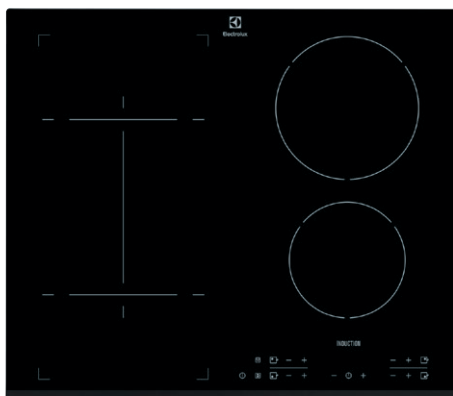 Electrolux
INDUCTION
− +
− +
− +
− +
− +